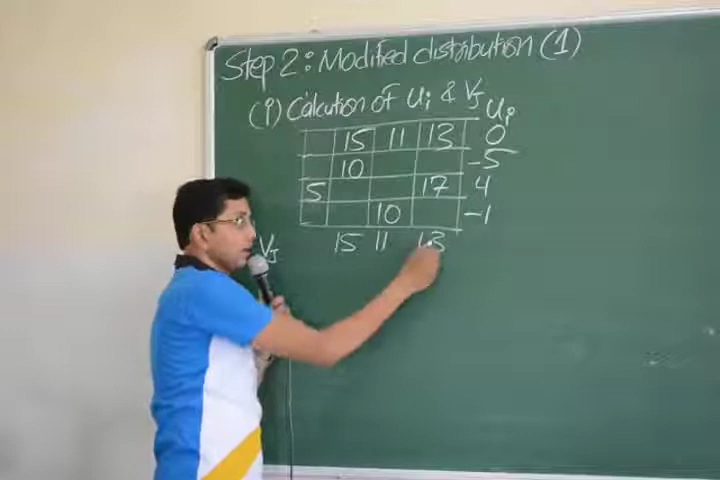 Step 2: Modified distribution (1)
(i) Calcution of Ui & VJ
Ui
15 11 13 0
10 -5
5 17 4
10 -1
VJ 15 11 13